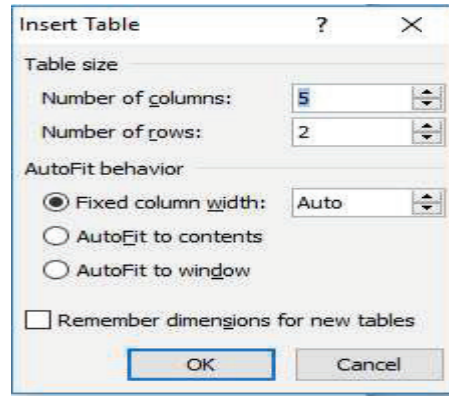 Insert Table ?
Table size
Number of columns: 5
Number of rows: 2
AutoFit behavior
Fixed column width: Auto
AutoFit to contents
AutoFit to window
Remember dimensions for new tables
OK Cancel